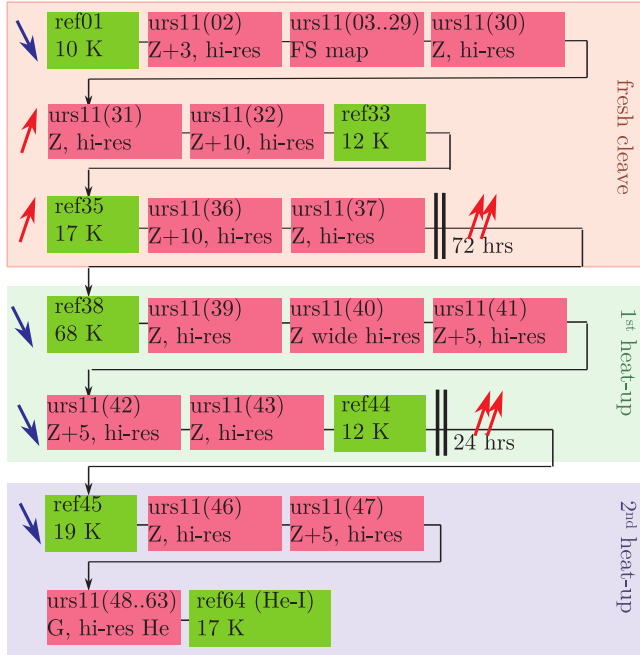 ref01
10 K
urs11(02)
Z+3, hi-res
urs11(03..29)
FS map
urs11(30)
Z, hi-res
urs11(31)
Z, hi-res
urs11(32)
Z+10, hi-res
ref33
12 K
ref35
17 K
urs11(36)
Z+10, hi-res
urs11(37)
Z, hi-res
72 hrs
fresh cleave
ref38
68 K
urs11(39)
Z, hi-res
urs11(40)
Z wide hi-res
urs11(41)
Z+5, hi-res
urs11(42)
Z+5, hi-res
urs11(43)
Z, hi-res
ref44
12 K
24 hrs
1st heat-up
ref45
19 K
urs11(46)
Z, hi-res
urs11(47)
Z+5, hi-res
urs11(48..63)
G, hi-res He
ref64 (He-I)
17 K
2nd heat-up